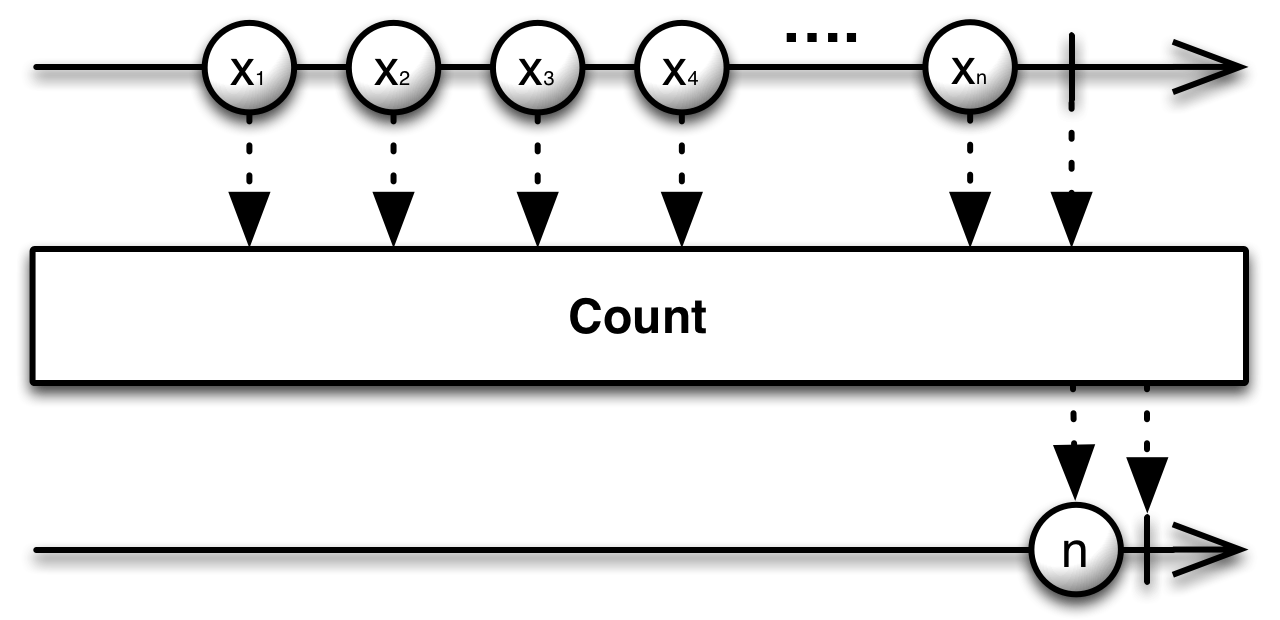 x₁ x₂ x₃ x₄ .... xₙ
Count
n